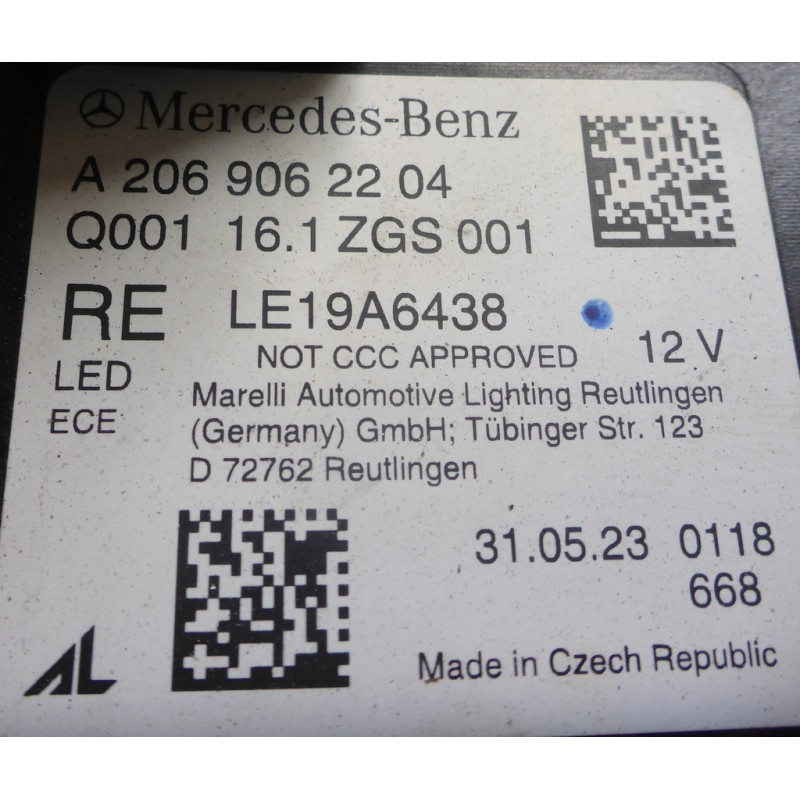 Mercedes-Benz
A 206 906 22 04
Q001 16.1 ZGS 001
RE LE19A6438
NOT CCC APPROVED 12 V
LED
ECE
Marelli Automotive Lighting Reutlingen
(Germany) GmbH; Tübinger Str. 123
D 72762 Reutlingen
31.05.23 0118
668
AL
Made in Czech Republic